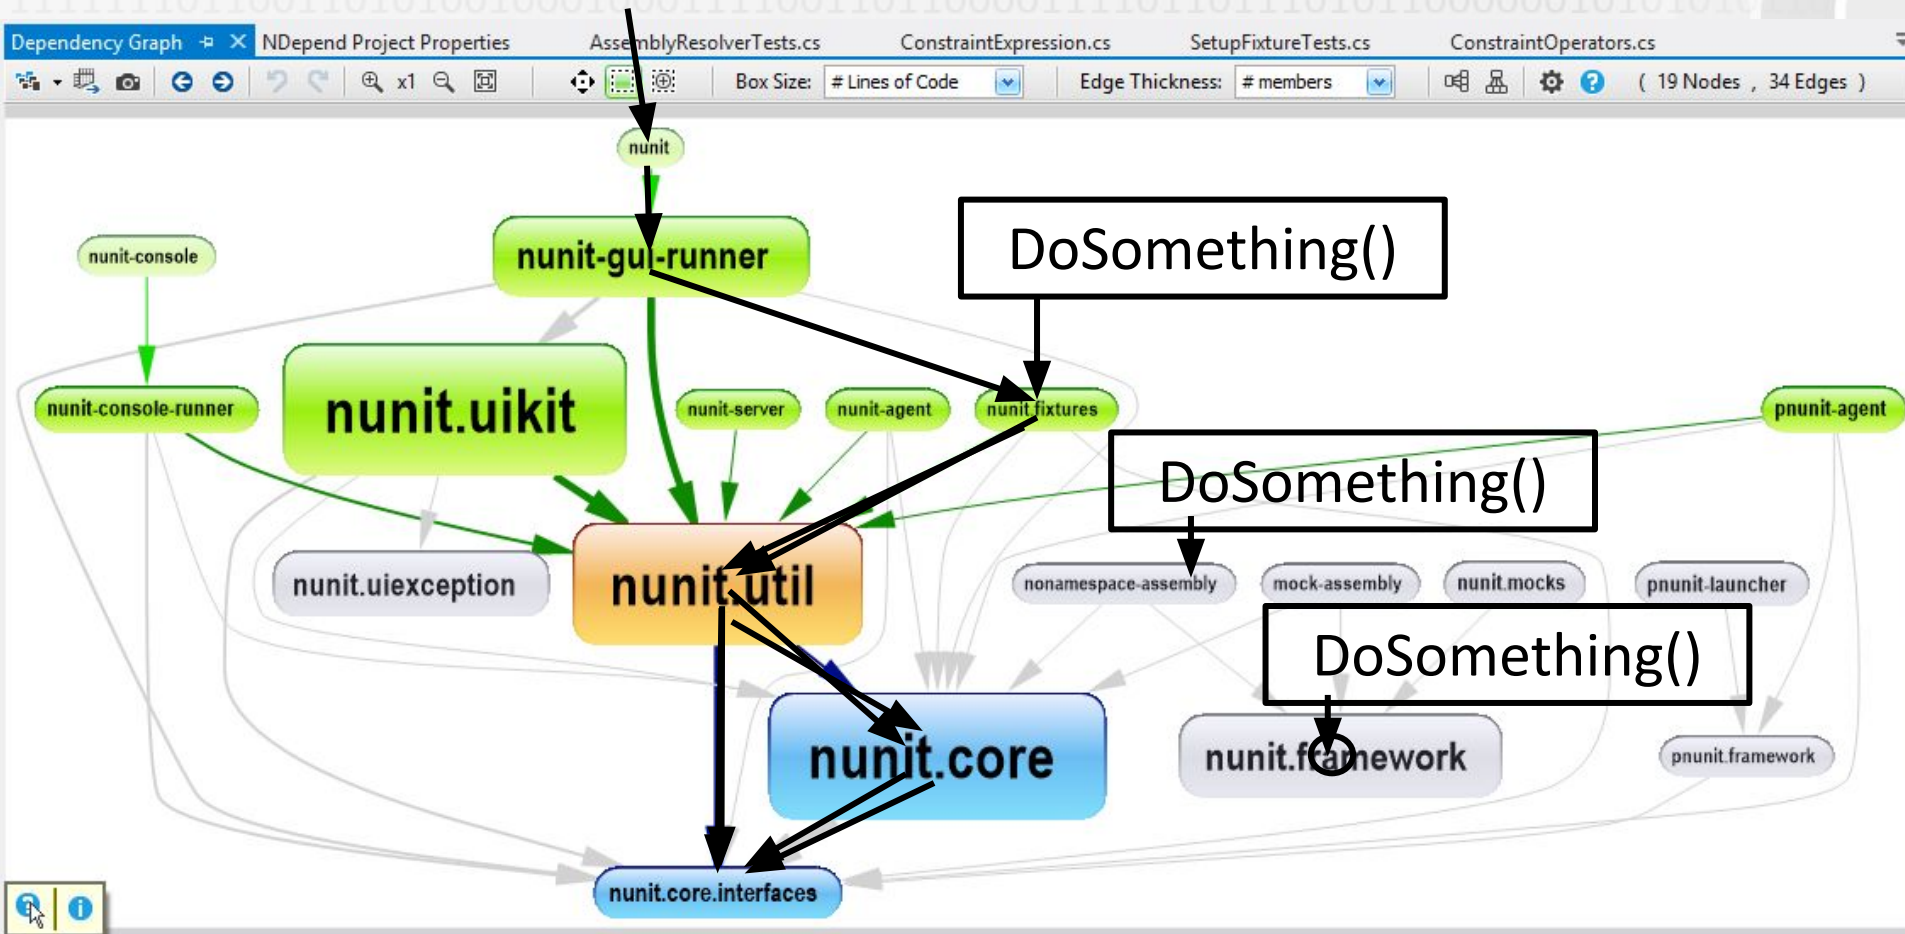 Dependency Graph NDepend Project Properties AssemblyResolverTests.cs ConstraintExpression.cs SetupFixtureTests.cs ConstraintOperators.cs
x1 Box Size: # Lines of Code Edge Thickness: # members ( 19 Nodes , 34 Edges )
nunit
nunit-console
nunit-gui-runner
DoSomething()
nunit-console-runner
nunit.uikit
nunit-server
nunit-agent
nunit.fixtures
pnunit-agent
DoSomething()
nunit.uiexception
nunit.util
nonamespace-assembly
mock-assembly
nunit.mocks
pnunit-launcher
DoSomething()
nunit.core
nunit.framework
pnunit.framework
nunit.core.interfaces